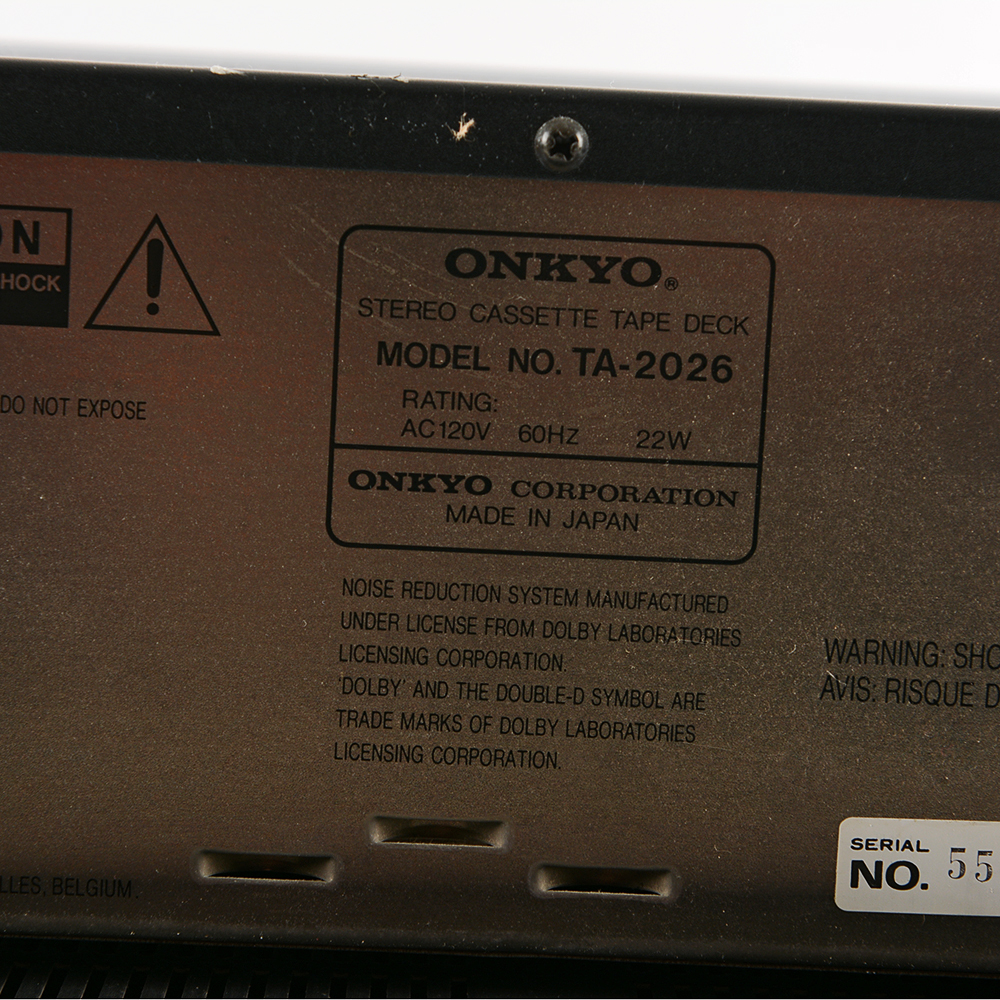 ON
SHOCK
DO NOT EXPOSE
ONKYO®
STEREO CASSETTE TAPE DECK
MODEL NO. TA-2026
RATING:
AC120V 60Hz 22W
ONKYO CORPORATION
MADE IN JAPAN
NOISE REDUCTION SYSTEM MANUFACTURED
UNDER LICENSE FROM DOLBY LABORATORIES
LICENSING CORPORATION.
'DOLBY' AND THE DOUBLE-D SYMBOL ARE
TRADE MARKS OF DOLBY LABORATORIES
LICENSING CORPORATION.
WARNING: SHO
AVIS: RISQUE D
LLES, BELGIUM.
SERIAL
NO. 55